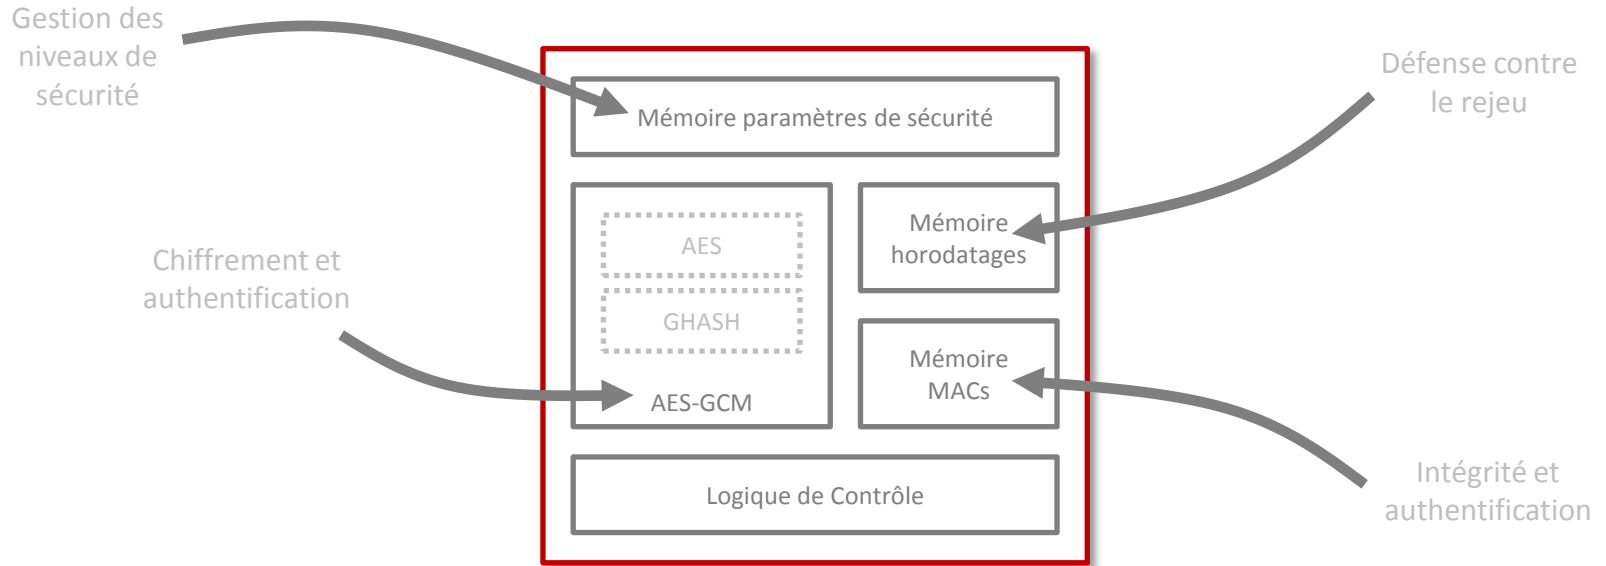 Gestion des
niveaux de
sécurité
Défense contre
le rejeu
Mémoire paramètres de sécurité
Mémoire
horodatages
AES
GHASH
AES-GCM
Chiffrement et
authentification
Mémoire
MACs
Logique de Contrôle
Intégrité et
authentification